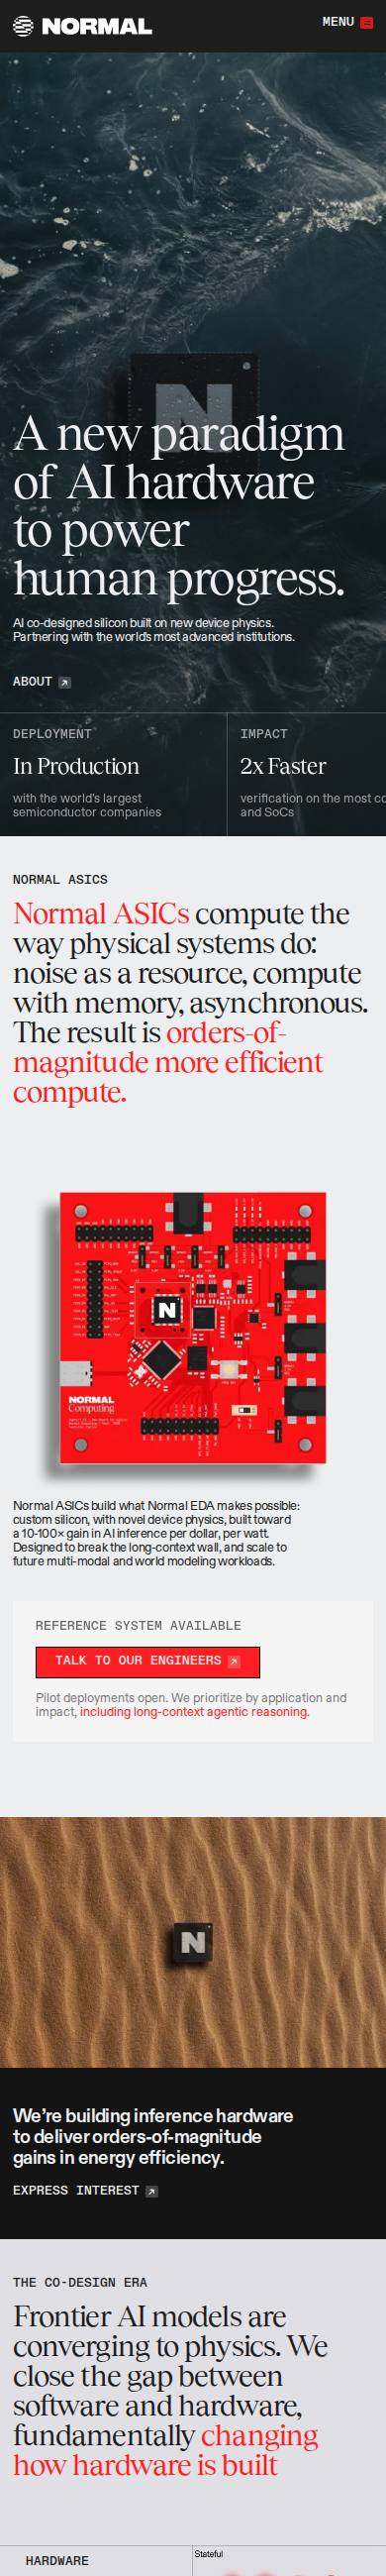 NORMAL
MENU
N
A new paradigm
of AI hardware
to power
human progress.
AI co-designed silicon built on new device physics.
Partnering with the world's most advanced institutions.
ABOUT
DEPLOYMENT
IMPACT
In Production
2x Faster
with the world's largest
semiconductor companies
verification on the most co
and SoCs
NORMAL ASICS
Normal ASICs compute the
way physical systems do:
noise as a resource, compute
with memory, asynchronous.
The result is orders-of-
magnitude more efficient
compute.
N
NORMAL
Computing
Normal ASICs build what Normal EDA makes possible:
custom silicon, with novel device physics, built toward
a 10-100× gain in AI inference per dollar, per watt.
Designed to break the long-context wall, and scale to
future multi-modal and world modeling workloads.
REFERENCE SYSTEM AVAILABLE
TALK TO OUR ENGINEERS
Pilot deployments open. We prioritize by application and
impact, including long-context agentic reasoning.
N
We're building inference hardware
to deliver orders-of-magnitude
gains in energy efficiency.
EXPRESS INTEREST
THE CO-DESIGN ERA
Frontier AI models are
converging to physics. We
close the gap between
software and hardware,
fundamentally changing
how hardware is built
HARDWARE
Stateful